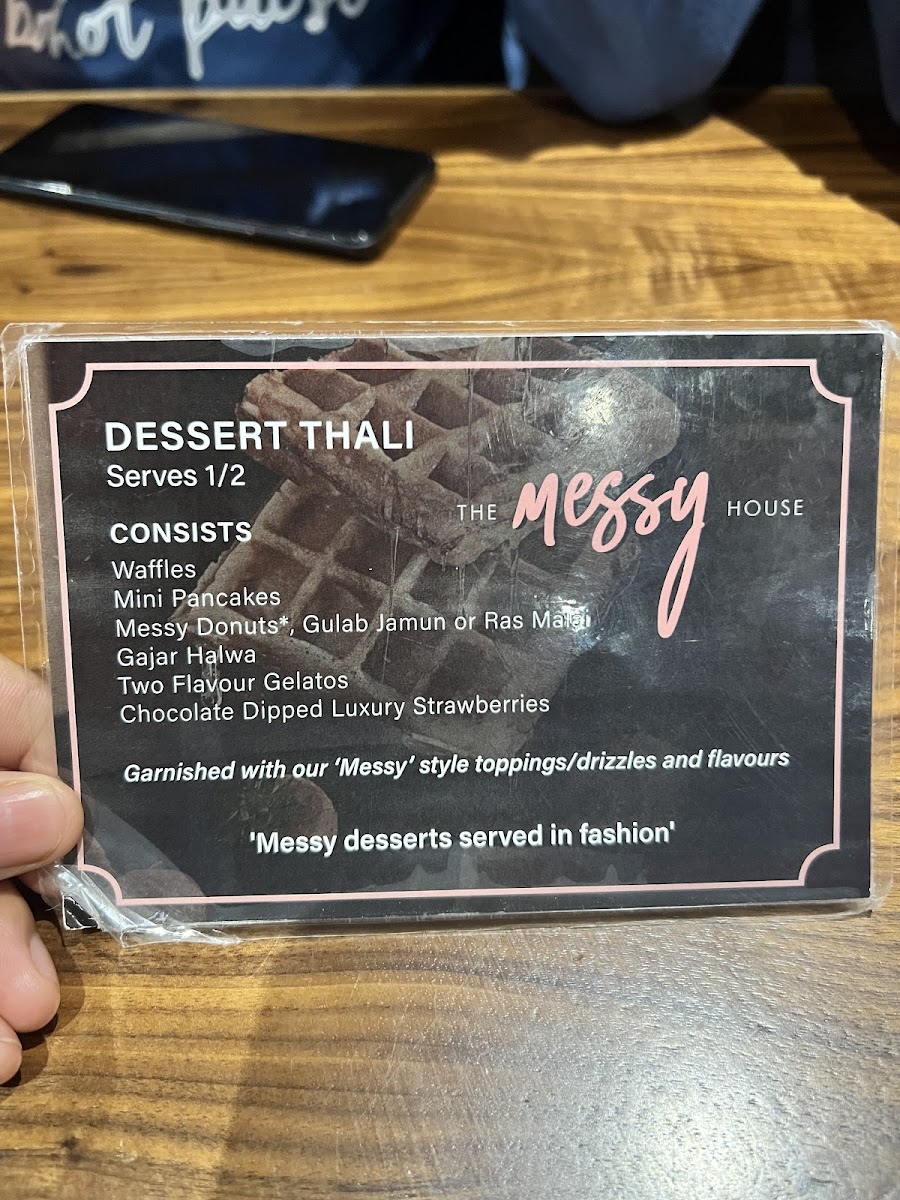 bohot pause
DESSERT THALI
Serves 1/2
THE messy HOUSE
CONSISTS
Waffles
Mini Pancakes
Messy Donuts*, Gulab Jamun or Ras Malai
Gajar Halwa
Two Flavour Gelatos
Chocolate Dipped Luxury Strawberries
Garnished with our ‘Messy’ style toppings/drizzles and flavours
'Messy desserts served in fashion'